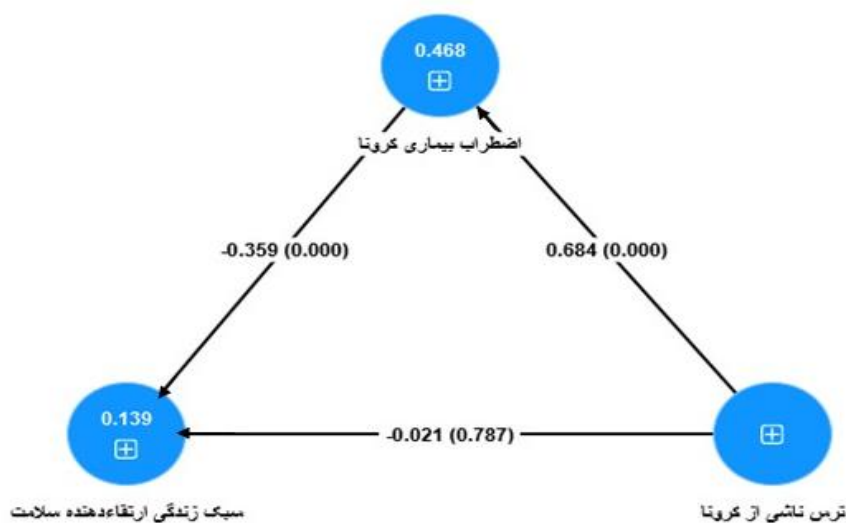 0.468
اضطراب بیماری کرونا
-0.359 (0.000)
0.684 (0.000)
0.139
-0.021 (0.787)
سبک زندگی ارتقاءدهنده سلامت
ترس ناشی از کرونا